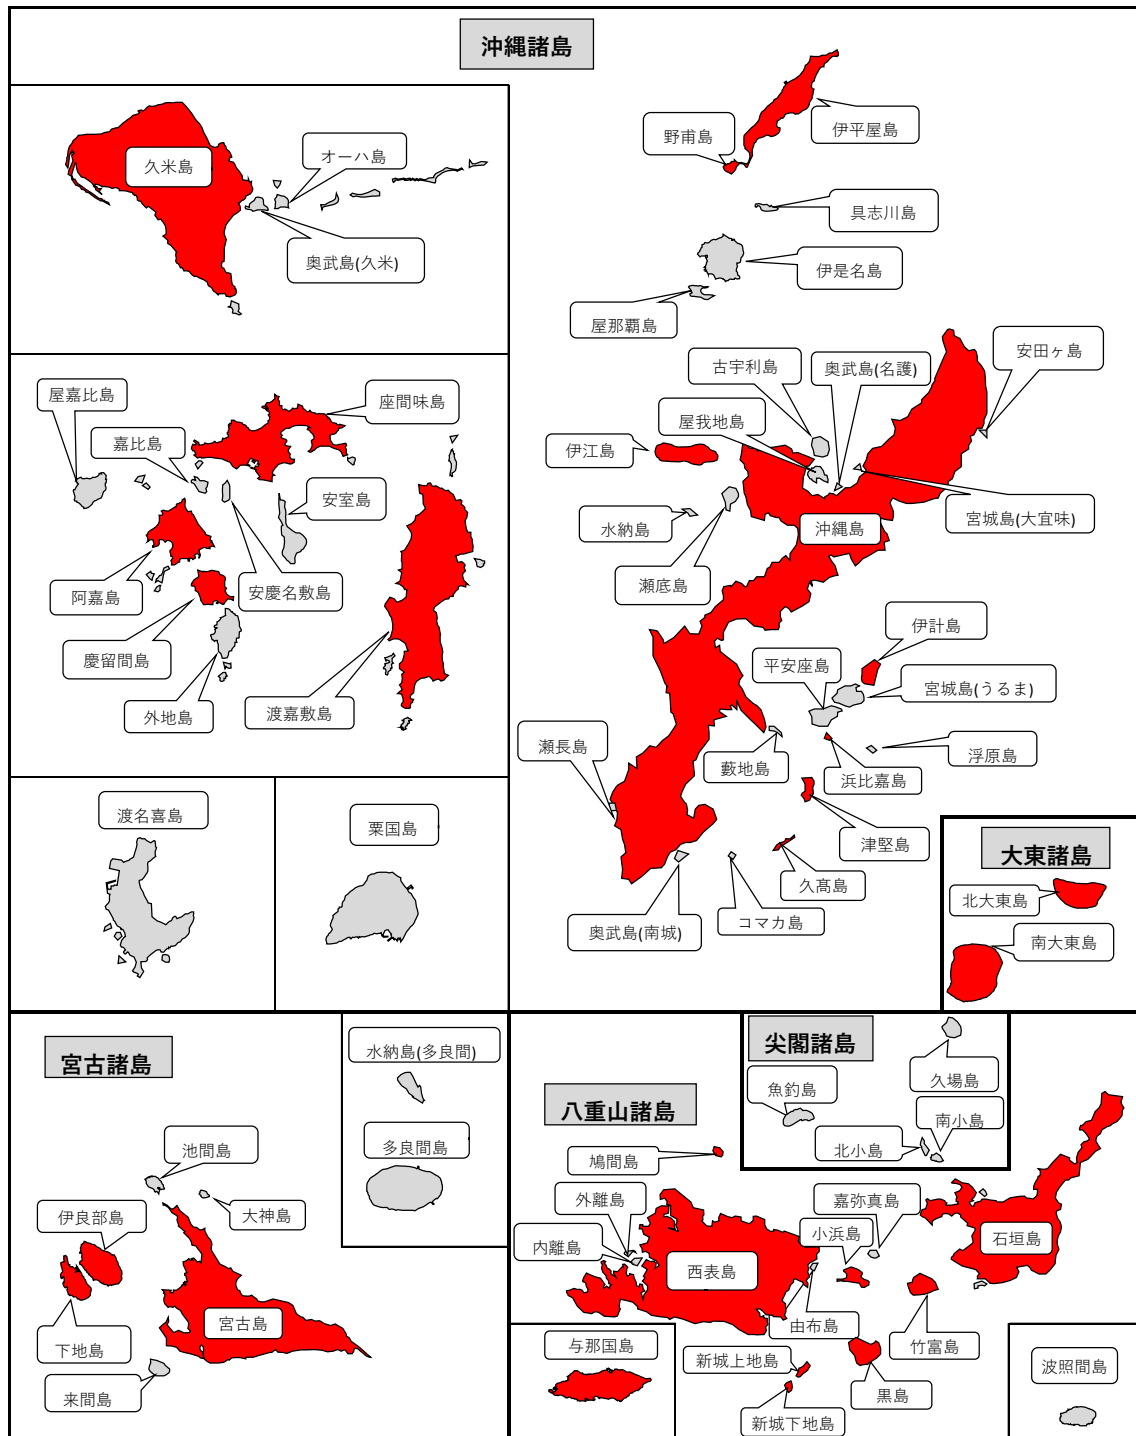 沖縄諸島
久米島
オーハ島
奥武島(久米)
野甫島
伊平屋島
具志川島
伊是名島
屋那覇島
古宇利島
奥武島(名護)
安田ヶ島
屋我地島
伊江島
水納島
瀬底島
沖縄島
宮城島(大宜味)
屋嘉比島
座間味島
嘉比島
安室島
阿嘉島
安慶名敷島
慶留間島
外地島
渡嘉敷島
伊計島
平安座島
宮城島(うるま)
瀬長島
藪地島
浜比嘉島
浮原島
津堅島
久髙島
コマカ島
奥武島(南城)
渡名喜島
粟国島
大東諸島
北大東島
南大東島
宮古諸島
水納島(多良間)
多良間島
池間島
大神島
伊良部島
下地島
宮古島
来間島
八重山諸島
尖閣諸島
久場島
魚釣島
南小島
北小島
鳩間島
外離島
内離島
嘉弥真島
小浜島
石垣島
西表島
由布島
竹富島
与那国島
新城上地島
黒島
新城下地島
波照間島